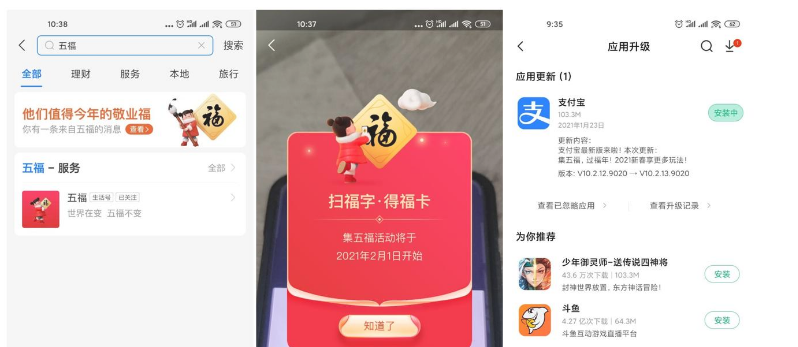 10:38
51
五福
搜索
全部
理财
服务
本地
旅行
他们值得今年的敬业福
你有一条来自五福的消息
查看>
福
五福 - 服务
全部 >
五福 生活号 已关注
世界在变 五福不变
10:37
51
福
扫福字·得福卡
集五福活动将于
2021年2月1日开始
知道了
9:35
62
应用升级
应用更新 (1)
支
支付宝
103.3M
2021年1月23日
安装中
更新内容:
支付宝最新版来啦! 本次更新:
集五福, 过福年! 2021新春享更多玩法!
版本: V10.2.12.9020 → V10.2.13.9020
查看已忽略应用 >
查看升级记录 >
为你推荐
少年御灵师-送传说四神将
43.6 万次下载 | 103.3M
封神世界放置, 东方神话冒险!
安装
斗鱼
4.27 亿次下载 | 64.3M
斗鱼互动游戏直播平台
安装